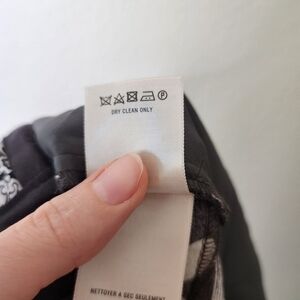 DRY CLEAN ONLY
NETTOYER A SEC SEULEMENT